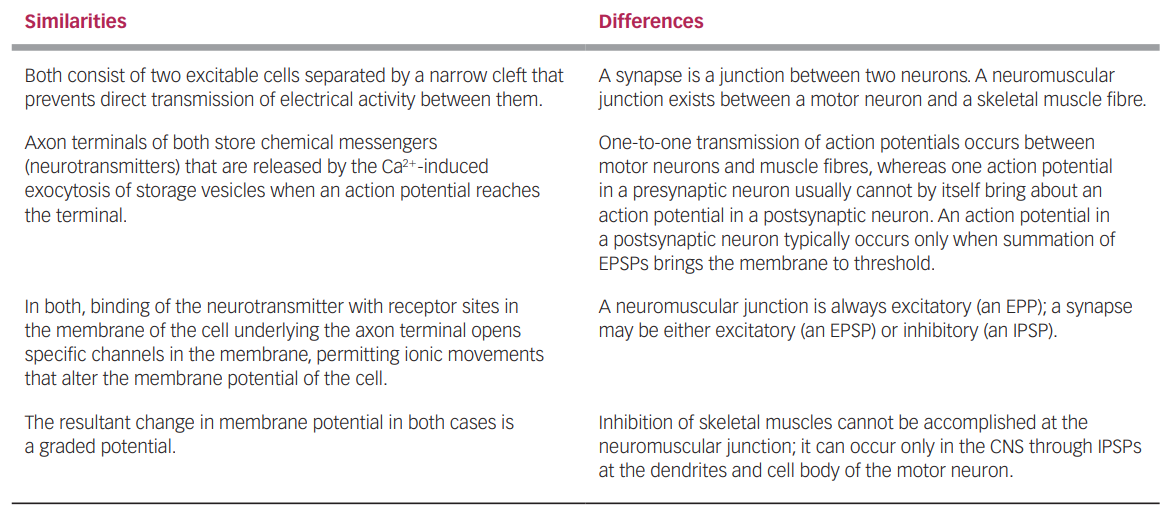 Similarities
Differences
Both consist of two excitable cells separated by a narrow cleft that
prevents direct transmission of electrical activity between them.
A synapse is a junction between two neurons. A neuromuscular
junction exists between a motor neuron and a skeletal muscle fibre.
Axon terminals of both store chemical messengers
(neurotransmitters) that are released by the Ca²⁺-induced
exocytosis of storage vesicles when an action potential reaches
the terminal.
One-to-one transmission of action potentials occurs between
motor neurons and muscle fibres, whereas one action potential
in a presynaptic neuron usually cannot by itself bring about an
action potential in a postsynaptic neuron. An action potential in
a postsynaptic neuron typically occurs only when summation of
EPSPs brings the membrane to threshold.
In both, binding of the neurotransmitter with receptor sites in
the membrane of the cell underlying the axon terminal opens
specific channels in the membrane, permitting ionic movements
that alter the membrane potential of the cell.
A neuromuscular junction is always excitatory (an EPP); a synapse
may be either excitatory (an EPSP) or inhibitory (an IPSP).
The resultant change in membrane potential in both cases is
a graded potential.
Inhibition of skeletal muscles cannot be accomplished at the
neuromuscular junction; it can occur only in the CNS through IPSPs
at the dendrites and cell body of the motor neuron.